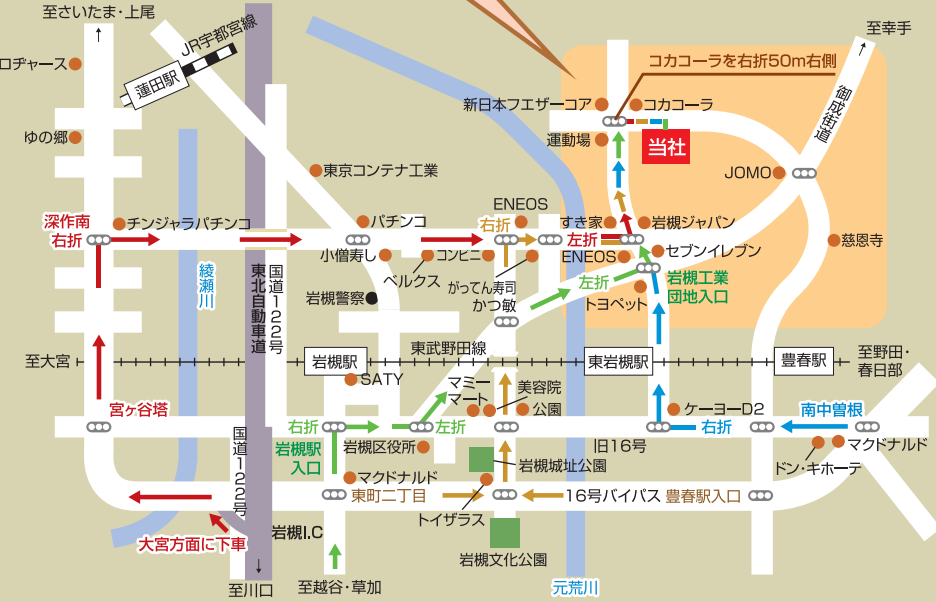 至さいたま・上尾
JR宇都宮線
至幸手
ロヂャース
蓮田駅
コカコーラを右折50m右側
御成街道
新日本フエザーコア
コカコーラ
ゆの郷
運動場
当社
東京コンテナ工業
JOMO
ENEOS
深作南
右折
チンジャラパチンコ
パチンコ
右折
すき家
岩槻ジャパン
左折
慈恩寺
小僧寿し
コンビニ
ENEOS
セブンイレブン
ベルクス
綾瀬川
東北自動車道
国道122号
がってん寿司
左折
岩槻工業
団地入口
岩槻警察
かつ敏
トヨペット
至大宮
岩槻駅
東武野田線
東岩槻駅
豊春駅
至野田・
春日部
SATY
マミー
マート
美容院
公園
宮ヶ谷塔
ケーヨーD2
南中曽根
右折
左折
右折
国道122号
岩槻駅
入口
岩槻区役所
旧16号
マクドナルド
岩槻城址公園
ドン・キホーテ
マクドナルド
東町二丁目
16号バイパス
豊春駅入口
トイザラス
岩槻I.C
大宮方面に下車
岩槻文化公園
至川口
至越谷・草加
元荒川